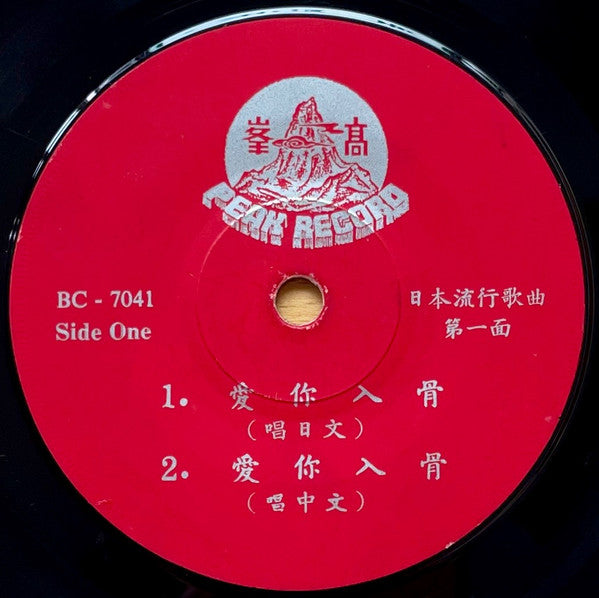 峯高
PEAK RECORD
BC - 7041
Side One
日本流行歌曲
第一面
1. 愛你入骨
(唱日文)
2. 愛你入骨
(唱中文)